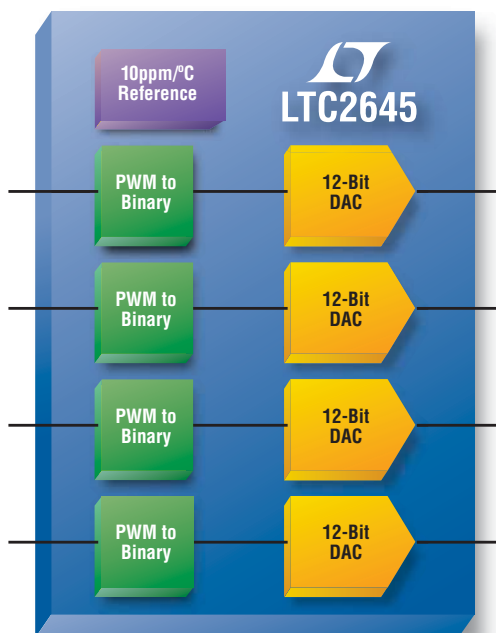 10ppm/ºC
Reference
LTC2645
PWM to
Binary
12-Bit
DAC
PWM to
Binary
12-Bit
DAC
PWM to
Binary
12-Bit
DAC
PWM to
Binary
12-Bit
DAC